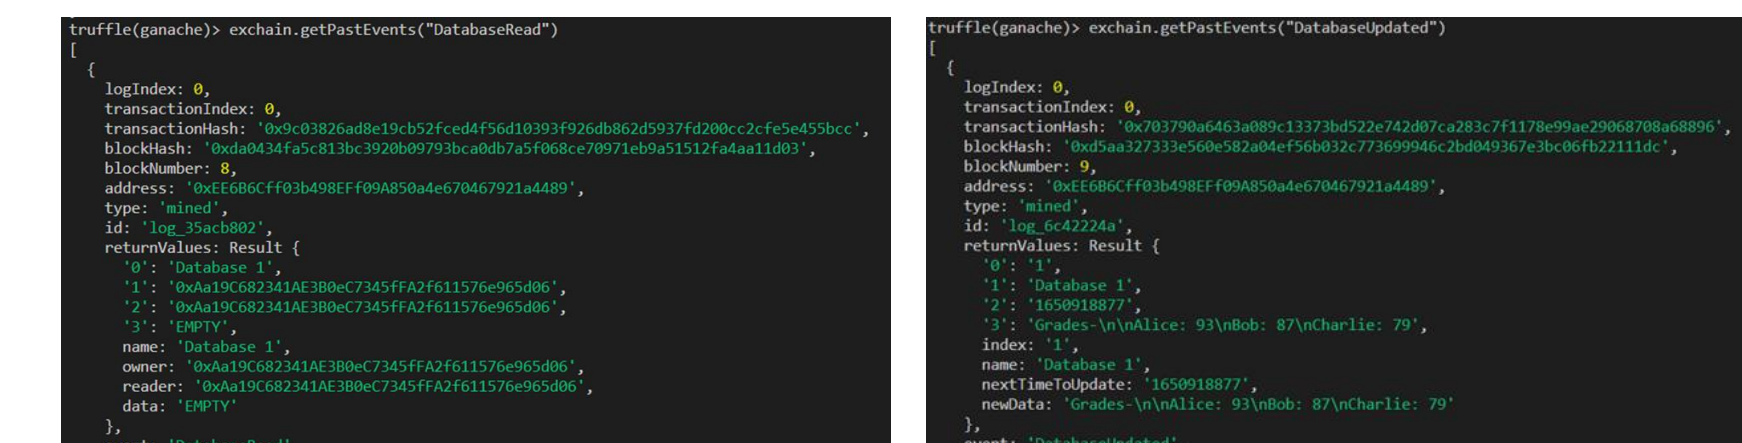 truffle(ganache)> exchain.getPastEvents("DatabaseRead")
[
{
logIndex: 0,
transactionIndex: 0,
transactionHash: '0x9c03826ad8e19cb52fced4f56d10393f926db862d5937fd200cc2cfe5e455bcc',
blockHash: '0xda0434fa5c813bc3920b09793bca0db7a5f068ce70971eb9a51512fa4aa11d03',
blockNumber: 8,
address: '0xEE6B6Cff03b498EFf09A850a4e670467921a4489',
type: 'mined',
id: 'log_35acb802',
returnValues: Result {
'0': 'Database 1',
'1': '0xAa19C682341AE3B0eC7345fFA2f611576e965d06',
'2': '0xAa19C682341AE3B0eC7345fFA2f611576e965d06',
'3': 'EMPTY',
name: 'Database 1',
owner: '0xAa19C682341AE3B0eC7345fFA2f611576e965d06',
reader: '0xAa19C682341AE3B0eC7345fFA2f611576e965d06',
data: 'EMPTY'
},
truffle(ganache)> exchain.getPastEvents("DatabaseUpdated")
[
{
logIndex: 0,
transactionIndex: 0,
transactionHash: '0x703790a6463a089c13373bd522e742d07ca283c7f1178e99ae29068708a68896',
blockHash: '0xd5aa327333e560e582a04ef56b032c773699946c2bd049367e3bc06fb22111dc',
blockNumber: 9,
address: '0xEE6B6Cff03b498EFf09A850a4e670467921a4489',
type: 'mined',
id: 'log_6c42224a',
returnValues: Result {
'0': '1',
'1': 'Database 1',
'2': '1650918877',
'3': 'Grades-\n\nAlice: 93\nBob: 87\nCharlie: 79',
index: '1',
name: 'Database 1',
nextTimeToUpdate: '1650918877',
newData: 'Grades-\n\nAlice: 93\nBob: 87\nCharlie: 79'
},